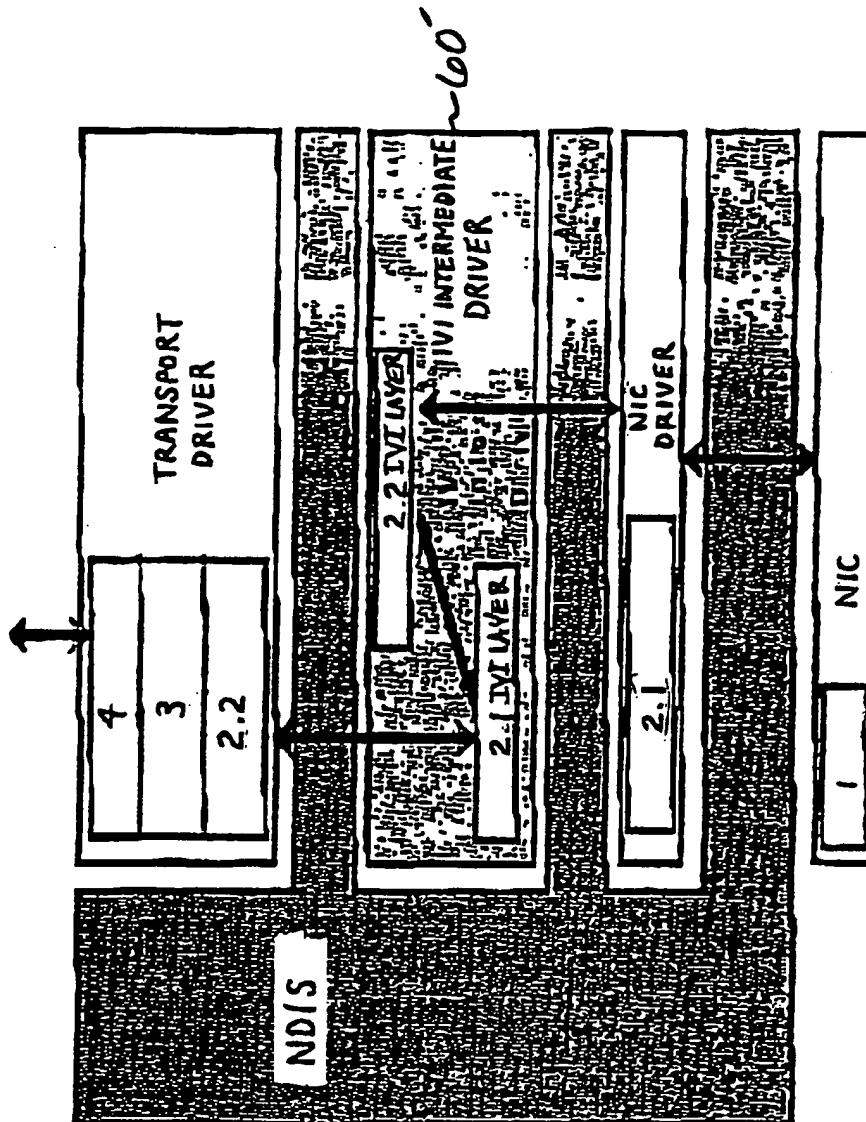 4
3
2.2
TRANSPORT
DRIVER
NDIS
2.2 IVI LAYER
IVI INTERMEDIATE
DRIVER
60'
2.1 IVI LAYER
2.1
NIC
DRIVER
1
NIC